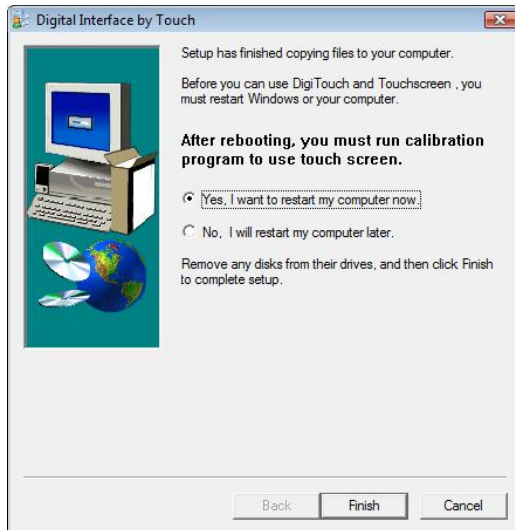 Digital Interface by Touch
Setup has finished copying files to your computer.
Before you can use DigiTouch and Touchscreen , you
must restart Windows or your computer.
After rebooting, you must run calibration
program to use touch screen.
Yes, I want to restart my computer now.
No, I will restart my computer later.
Remove any disks from their drives, and then click Finish
to complete setup.
Back
Finish
Cancel